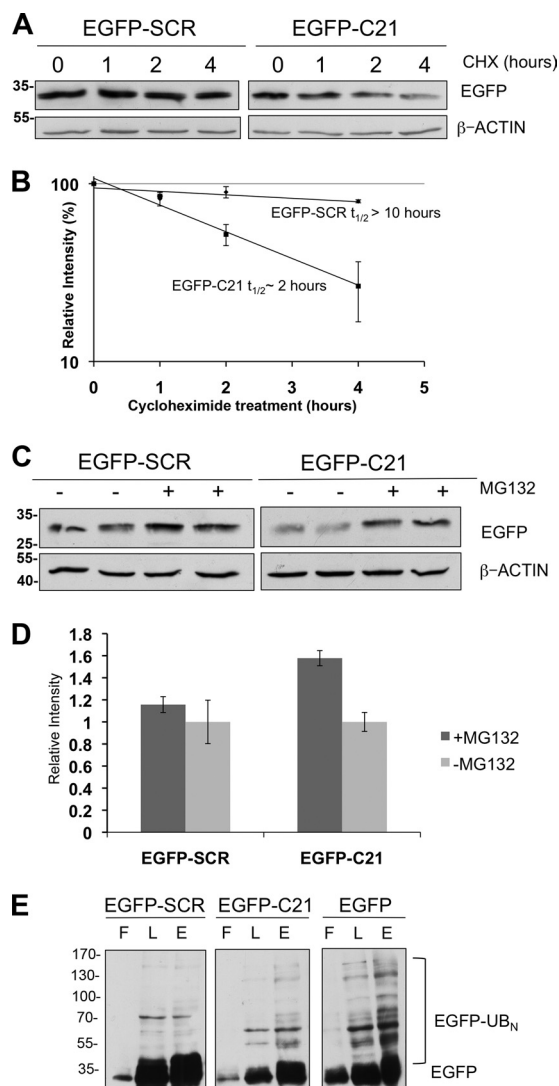 A
EGFP-SCR EGFP-C21
0 1 2 4 0 1 2 4 CHX (hours)
35- EGFP
55- β-ACTIN
B
100
EGFP-SCR t1/2 > 10 hours
EGFP-C21 t1/2~ 2 hours
Relative Intensity (%)
10
0 1 2 3 4 5
Cycloheximide treatment (hours)
C
EGFP-SCR EGFP-C21
- - + + - - + + MG132
35-
EGFP
25-
55
β-ACTIN
40-
D
1.8
1.6
1.4
1.2
1
0.8
0.6
0.4
0.2
0
Relative Intensity
+MG132
-MG132
EGFP-SCR EGFP-C21
E
EGFP-SCR EGFP-C21 EGFP
F L E F L E F L E
170-
130-
100-
70-
55-
35-
EGFP-UBN
EGFP